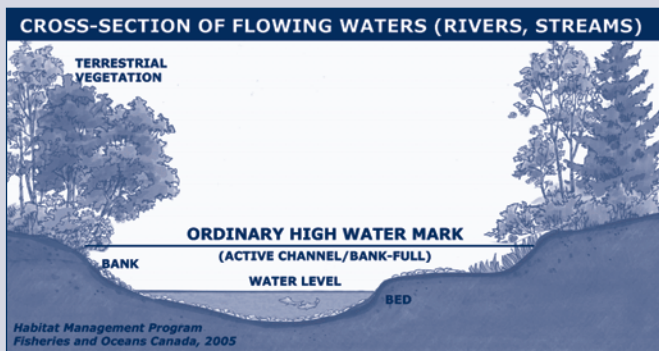 CROSS-SECTION OF FLOWING WATERS (RIVERS, STREAMS)
TERRESTRIAL
VEGETATION
ORDINARY HIGH WATER MARK
(ACTIVE CHANNEL/BANK-FULL)
BANK
WATER LEVEL
BED
Habitat Management Program
Fisheries and Oceans Canada, 2005